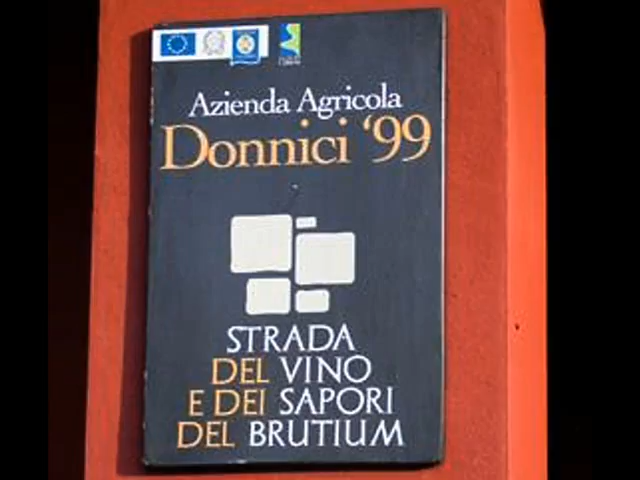 Azienda Agricola
Donnici '99
STRADA
DEL VINO
E DEI SAPORI
DEL BRUTIUM